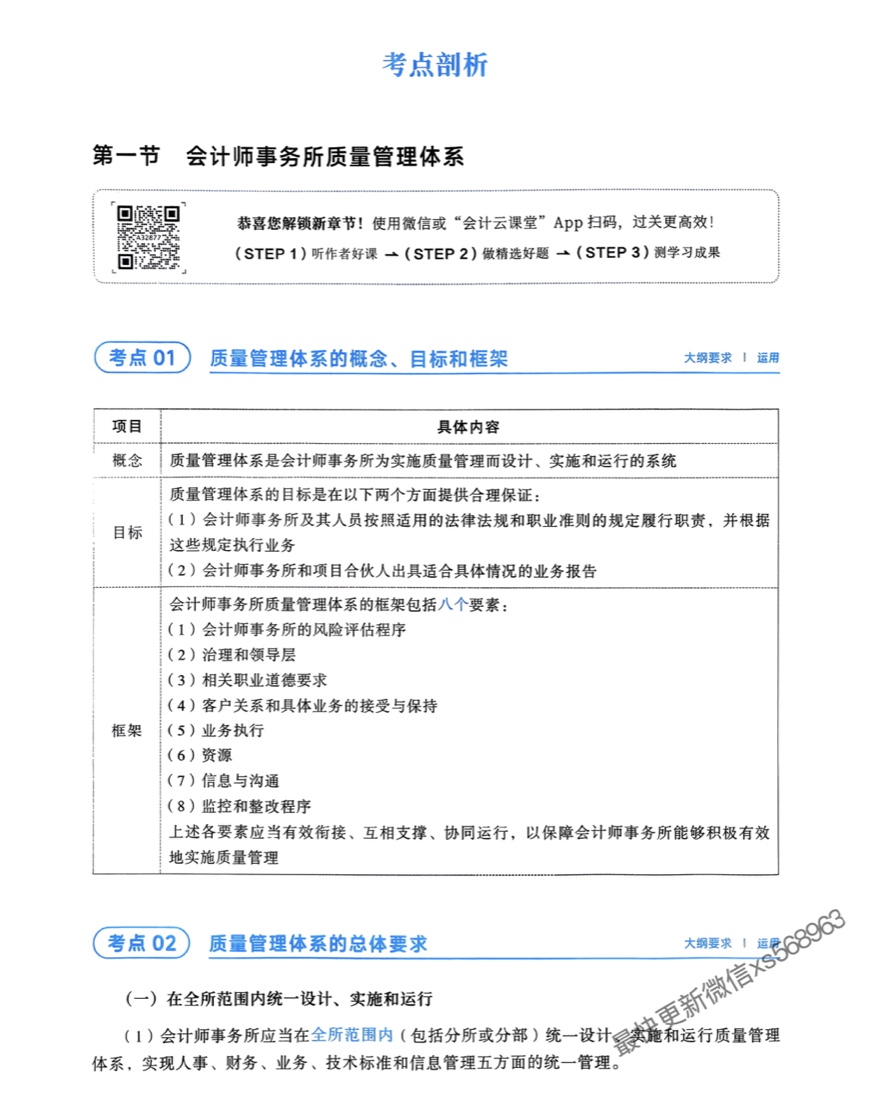 考点剖析
第一节 会计师事务所质量管理体系
A32877
恭喜您解锁新章节！使用微信或“会计云课堂”App 扫码，过关更高效！
（STEP 1）听作者好课 ⇀（STEP 2）做精选好题 ⇀（STEP 3）测学习成果
考点 01 质量管理体系的概念、目标和框架 大纲要求 | 运用
项目 具体内容
概念 质量管理体系是会计师事务所为实施质量管理而设计、实施和运行的系统
目标
质量管理体系的目标是在以下两个方面提供合理保证：
（1）会计师事务所及其人员按照适用的法律法规和职业准则的规定履行职责，并根据
这些规定执行业务
（2）会计师事务所和项目合伙人出具适合具体情况的业务报告
框架
会计师事务所质量管理体系的框架包括八个要素：
（1）会计师事务所的风险评估程序
（2）治理和领导层
（3）相关职业道德要求
（4）客户关系和具体业务的接受与保持
（5）业务执行
（6）资源
（7）信息与沟通
（8）监控和整改程序
上述各要素应当有效衔接、互相支撑、协同运行，以保障会计师事务所能够积极有效
地实施质量管理
考点 02 质量管理体系的总体要求 大纲要求 | 运用
（一）在全所范围内统一设计、实施和运行
（1）会计师事务所应当在全所范围内（包括分所或分部）统一设计、实施和运行质量管理
体系，实现人事、财务、业务、技术标准和信息管理五方面的统一管理。
最快更新微信xs568963